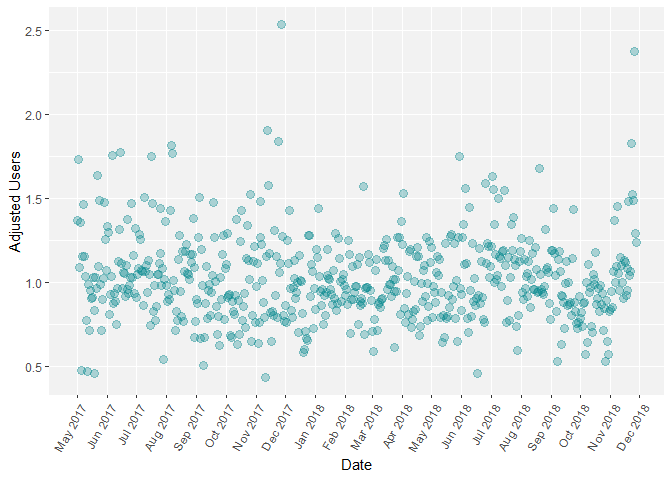 2.5
2.0
1.5
1.0
0.5
Adjusted Users
May 2017
Jun 2017
Jul 2017
Aug 2017
Sep 2017
Oct 2017
Nov 2017
Dec 2017
Jan 2018
Feb 2018
Mar 2018
Apr 2018
May 2018
Jun 2018
Jul 2018
Aug 2018
Sep 2018
Oct 2018
Nov 2018
Dec 2018
Date